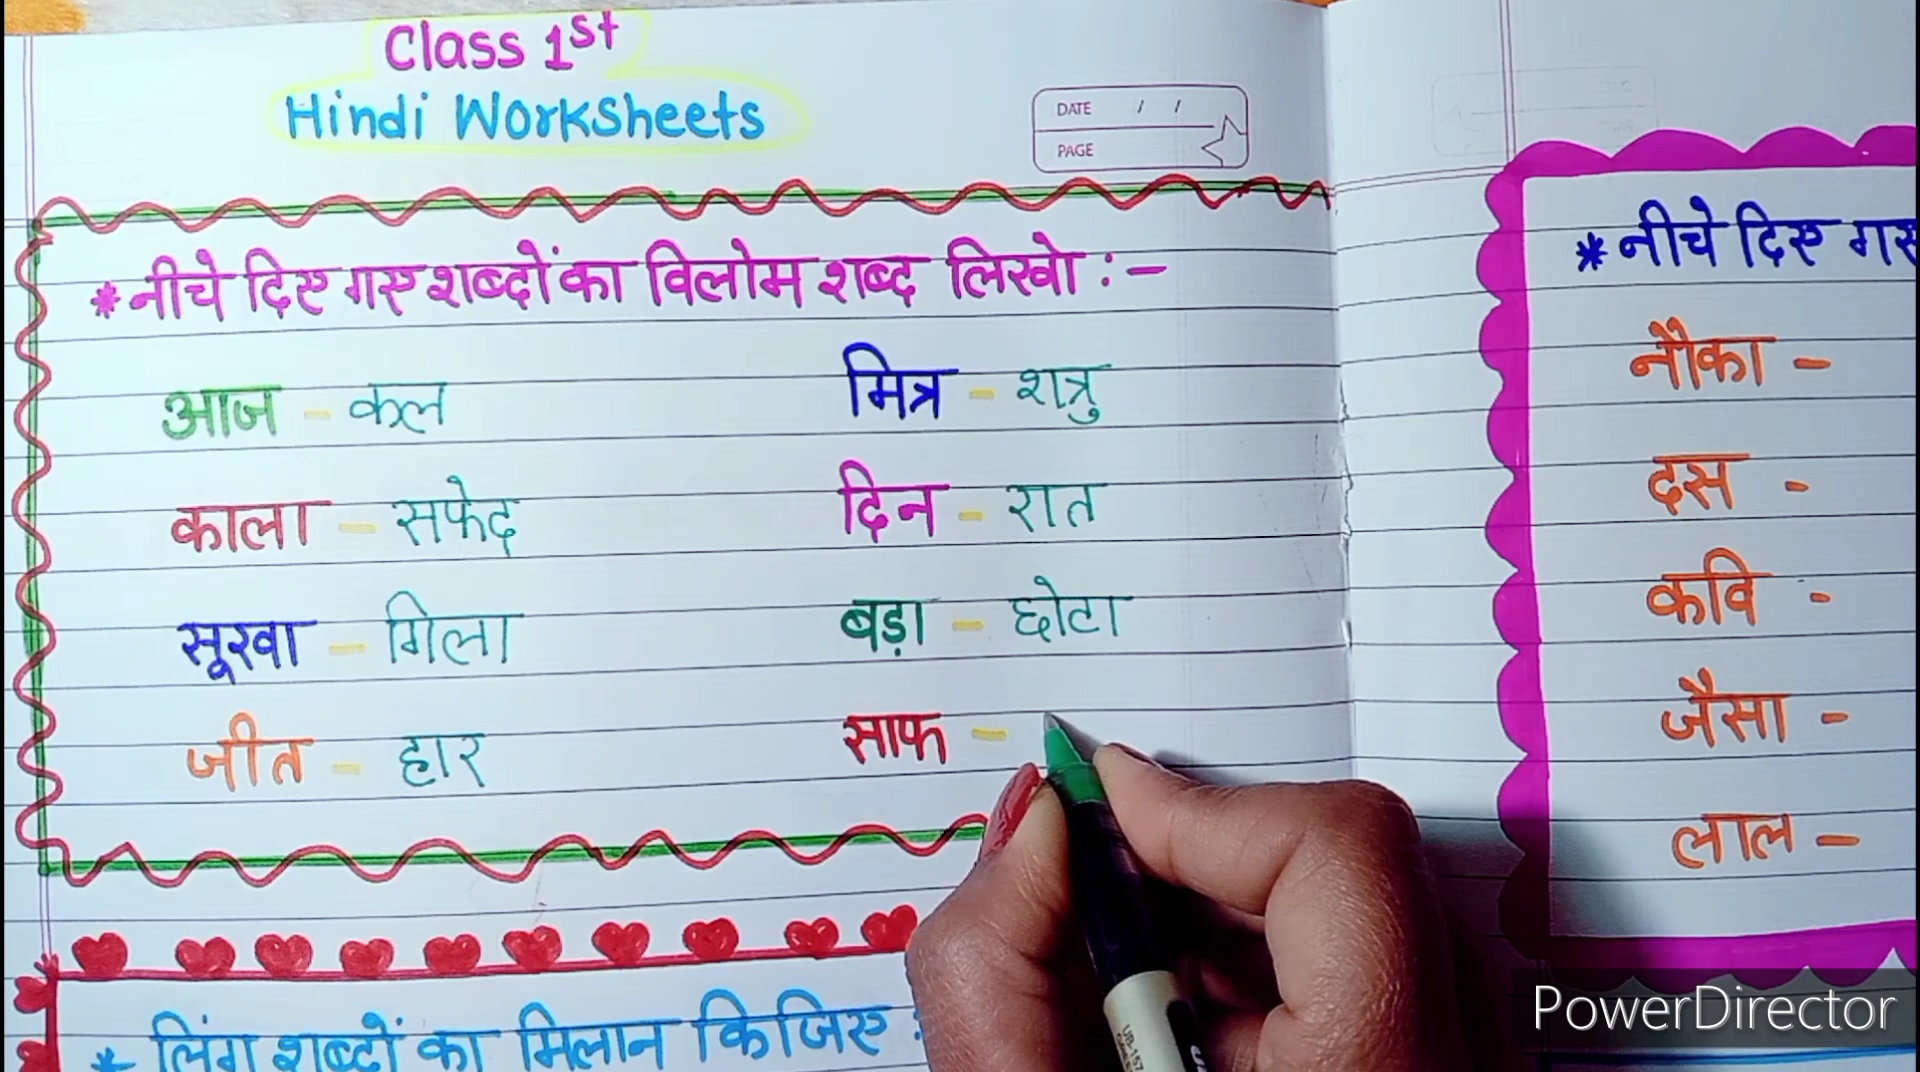 Class 1st
Hindi Worksheets
DATE / /
PAGE
* नीचे दिए गए शब्दों का विलोम शब्द लिखो :-
आज - कल
मित्र - शत्रु
काला - सफेद
दिन - रात
सूखा - गिला
बड़ा - छोटा
जीत - हार
साफ -
* लिंग शब्दों का मिलान किजिए :
* नीचे दिए गए
नौका -
दस -
कवि -
जैसा -
लाल -
PowerDirector